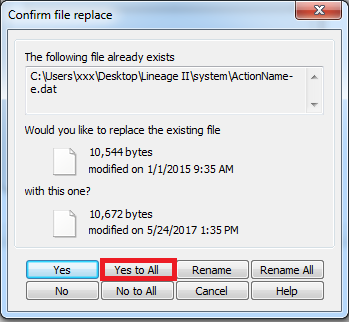 Confirm file replace
The following file already exists
C:\Users\xxx\Desktop\Lineage II\system\ActionName-
e.dat
Would you like to replace the existing file
10,544 bytes
modified on 1/1/2015 9:35 AM
with this one?
10,672 bytes
modified on 5/24/2017 1:35 PM
Yes Yes to All Rename Rename All
No No to All Cancel Help